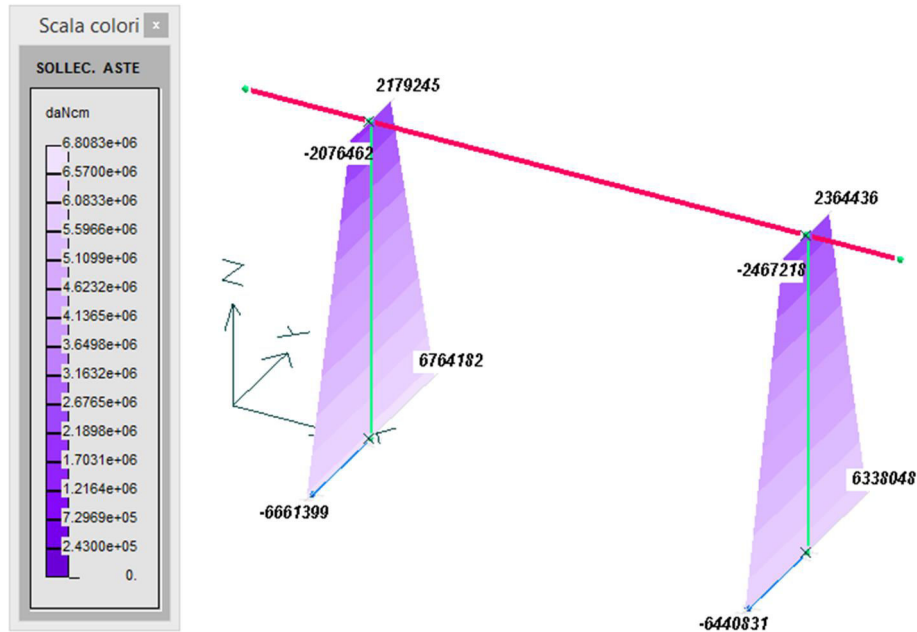 Scala colori x
SOLLEC. ASTE
daNcm
6.8083e+06
6.5700e+06
6.0833e+06
5.5966e+06
5.1099e+06
4.6232e+06
4.1365e+06
3.6498e+06
3.1632e+06
2.6765e+06
2.1898e+06
1.7031e+06
1.2164e+06
7.2969e+05
2.4300e+05
0.
2179245
-2076462
2364436
-2467218
Z
Y
6764182
6338048
-6661399
-6440831